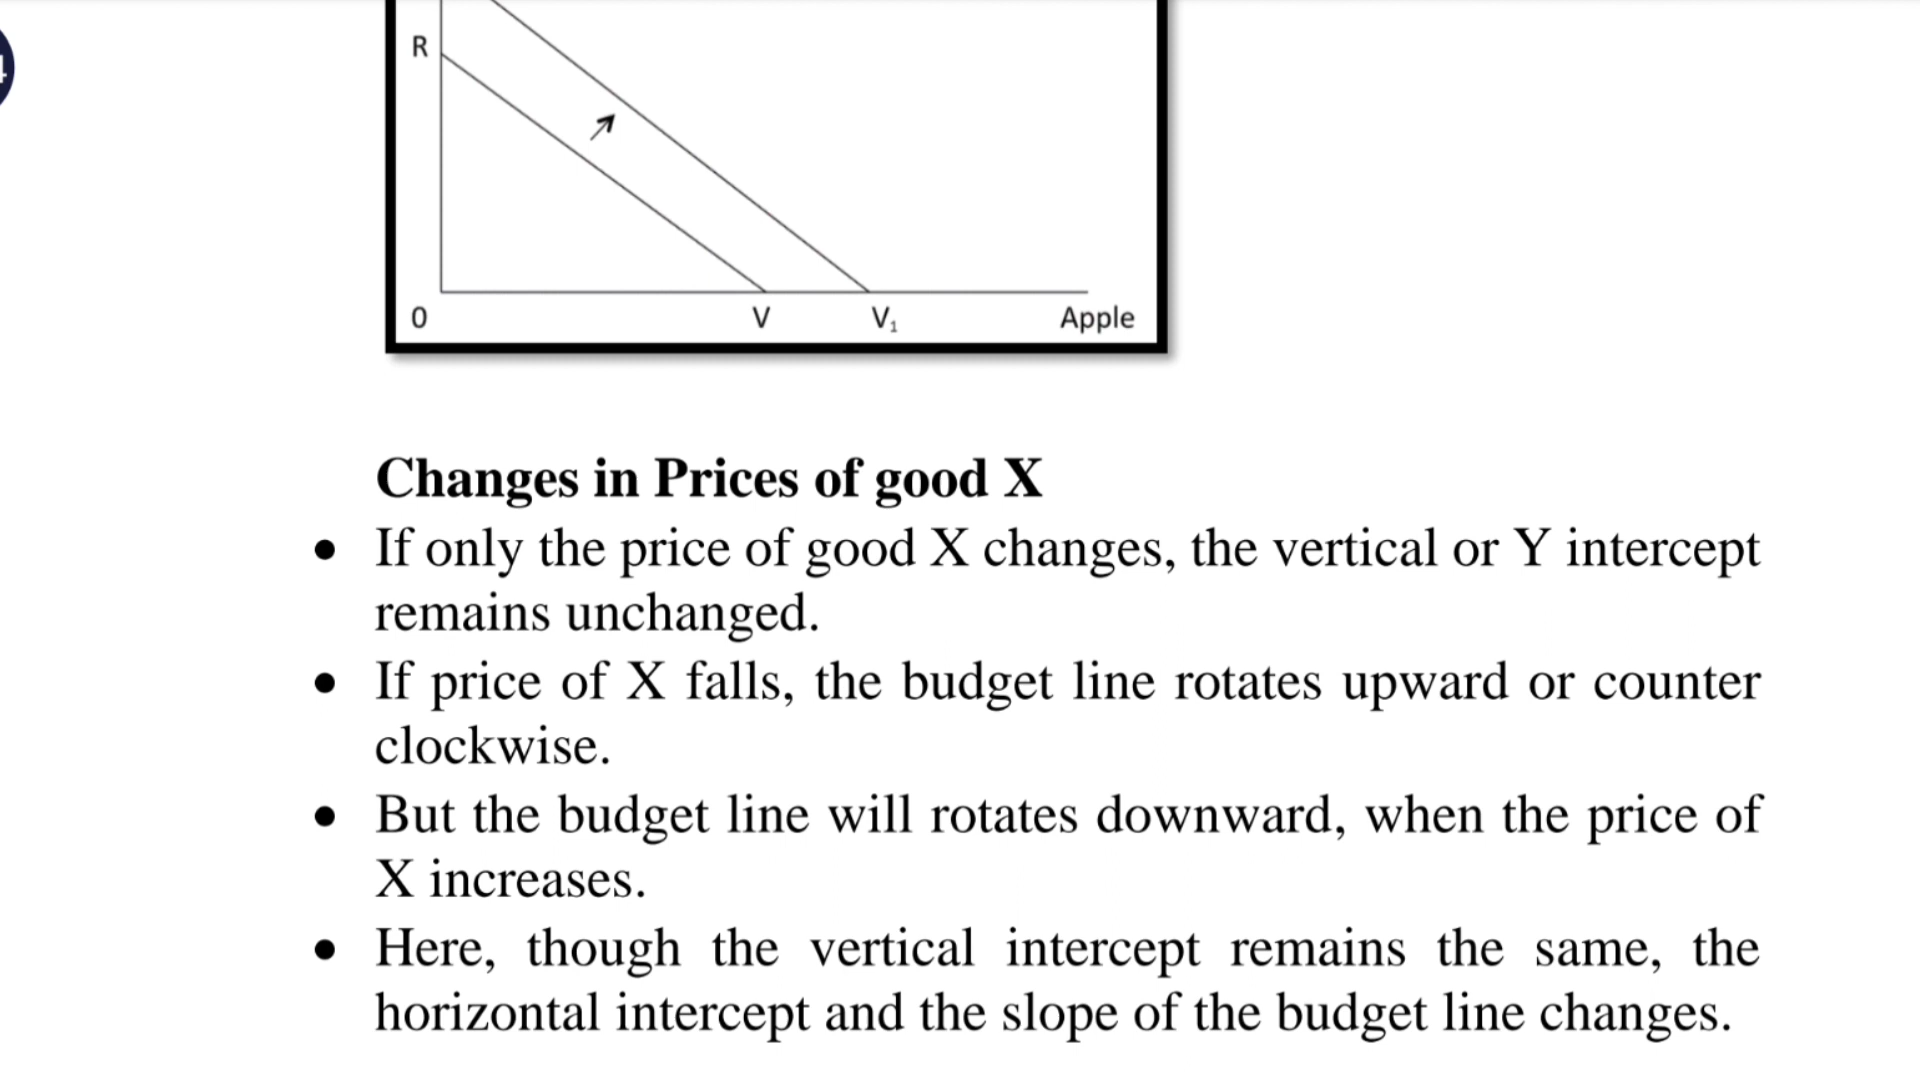 R
0
V
V₁
Apple
Changes in Prices of good X
• If only the price of good X changes, the vertical or Y intercept
remains unchanged.
• If price of X falls, the budget line rotates upward or counter
clockwise.
• But the budget line will rotates downward, when the price of
X increases.
• Here, though the vertical intercept remains the same, the
horizontal intercept and the slope of the budget line changes.